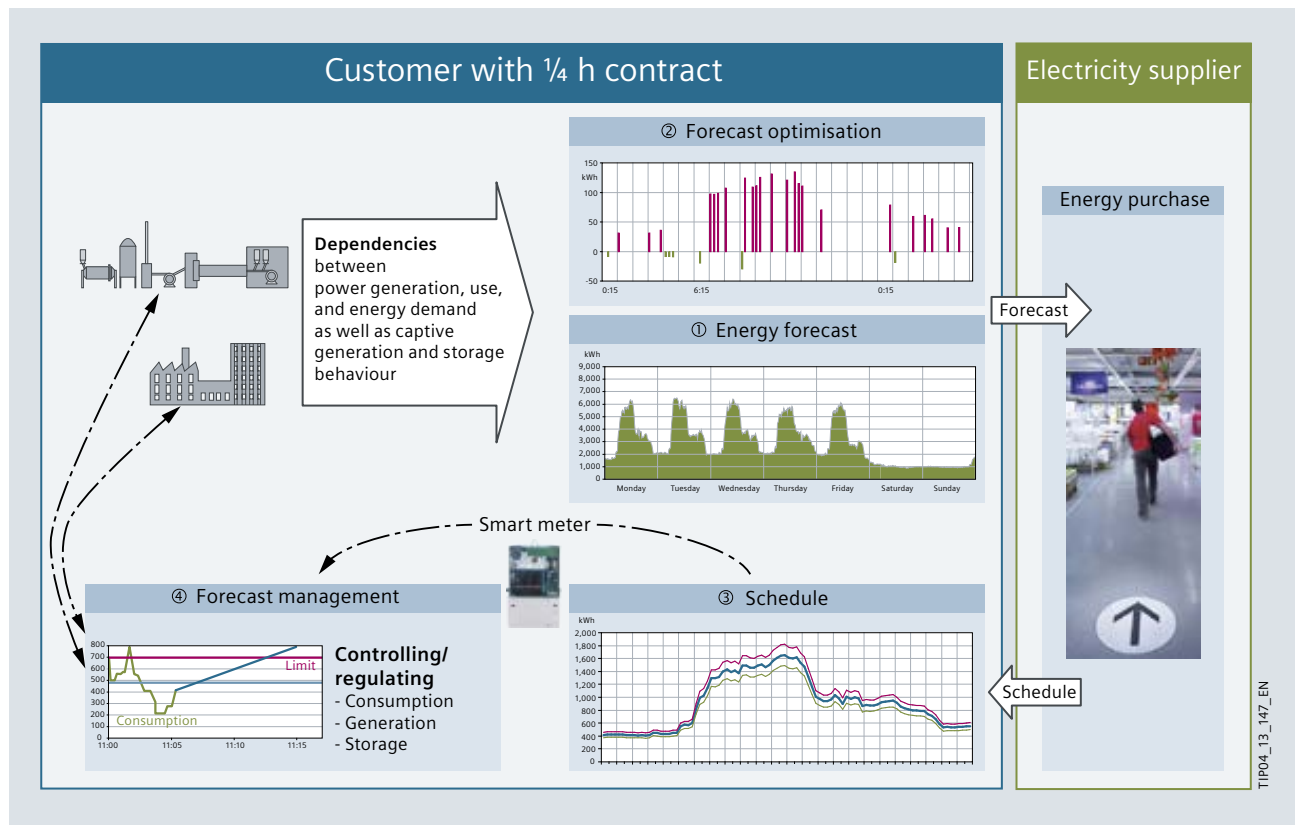 Customer with ¼ h contract
Electricity supplier
② Forecast optimisation
150
kWh
100
50
0
-50
0:15
6:15
0:15
Dependencies
between
power generation, use,
and energy demand
as well as captive
generation and storage
behaviour
① Energy forecast
kWh
9,000
8,000
7,000
6,000
5,000
4,000
3,000
2,000
1,000
0
Monday
Tuesday
Wednesday
Thursday
Friday
Saturday
Sunday
Energy purchase
Forecast
Schedule
Smart meter
④ Forecast management
800
700
600
500
400
300
200
100
0
11:00
11:05
11:10
11:15
Limit
Consumption
Controlling/
regulating
- Consumption
- Generation
- Storage
③ Schedule
kWh
2,000
1,800
1,600
1,400
1,200
1,000
800
600
400
200
0
TIP04_13_147_EN